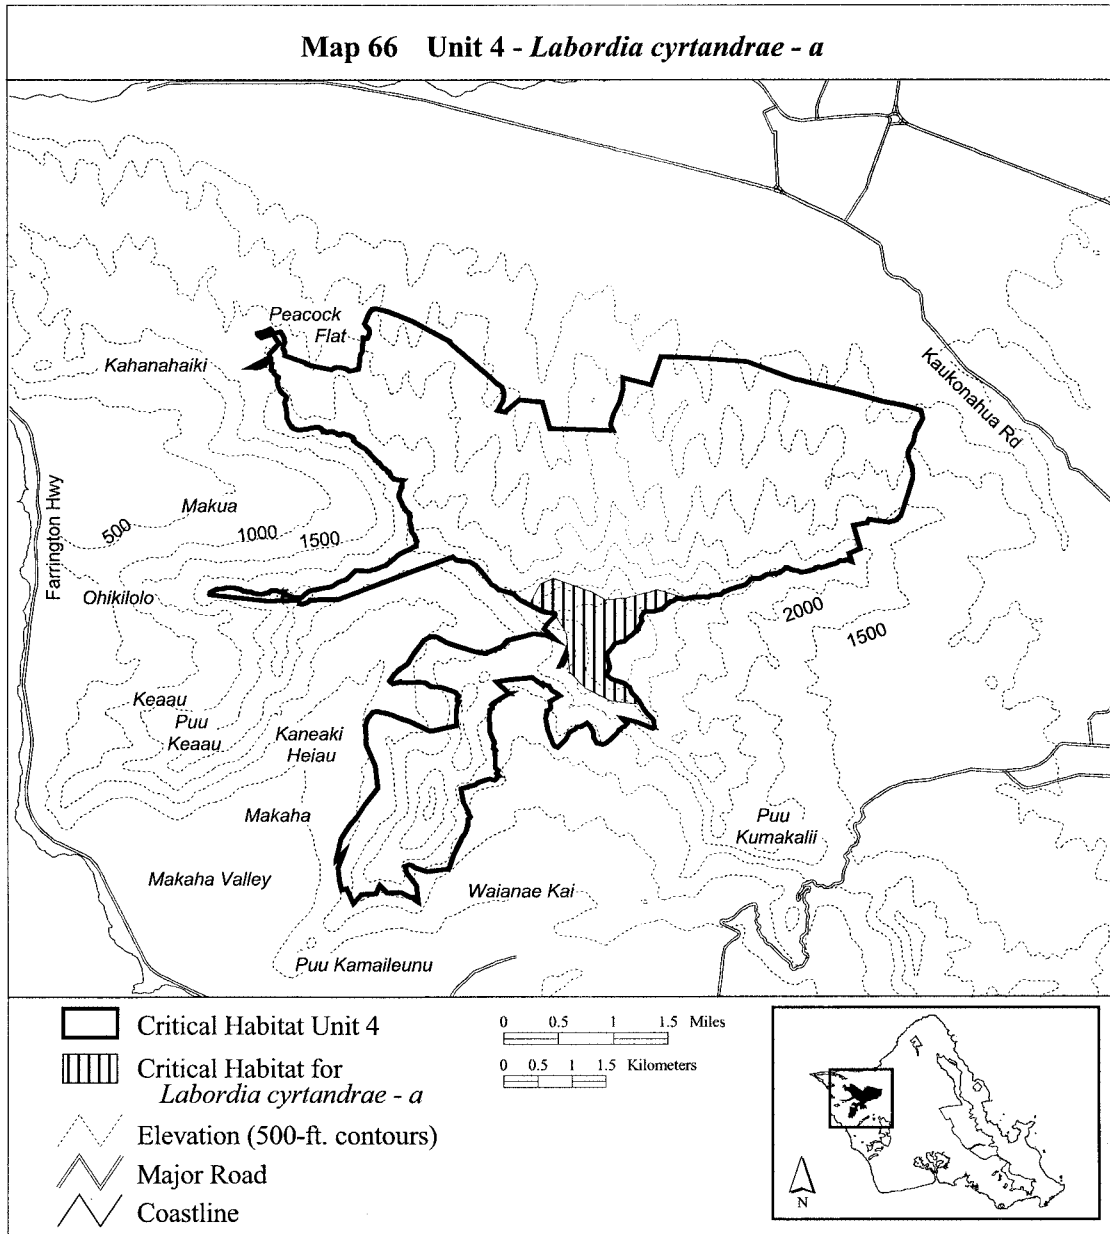 Map 66 Unit 4 - Labordia cyrtandrae - a
Peacock
Flat
Kahanahaiki
Kaukonahua Rd
Farrington Hwy
Makua
500
1000
1500
Ohikilolo
2000
1500
Keaau
Puu
Keaau
Kaneaki
Heiau
Makaha
Puu
Kumakalii
Makaha Valley
Waianae Kai
Puu Kamaileunu
Critical Habitat Unit 4
Critical Habitat for
Labordia cyrtandrae - a
Elevation (500-ft. contours)
Major Road
Coastline
0 0.5 1 1.5 Miles
0 0.5 1 1.5 Kilometers
N